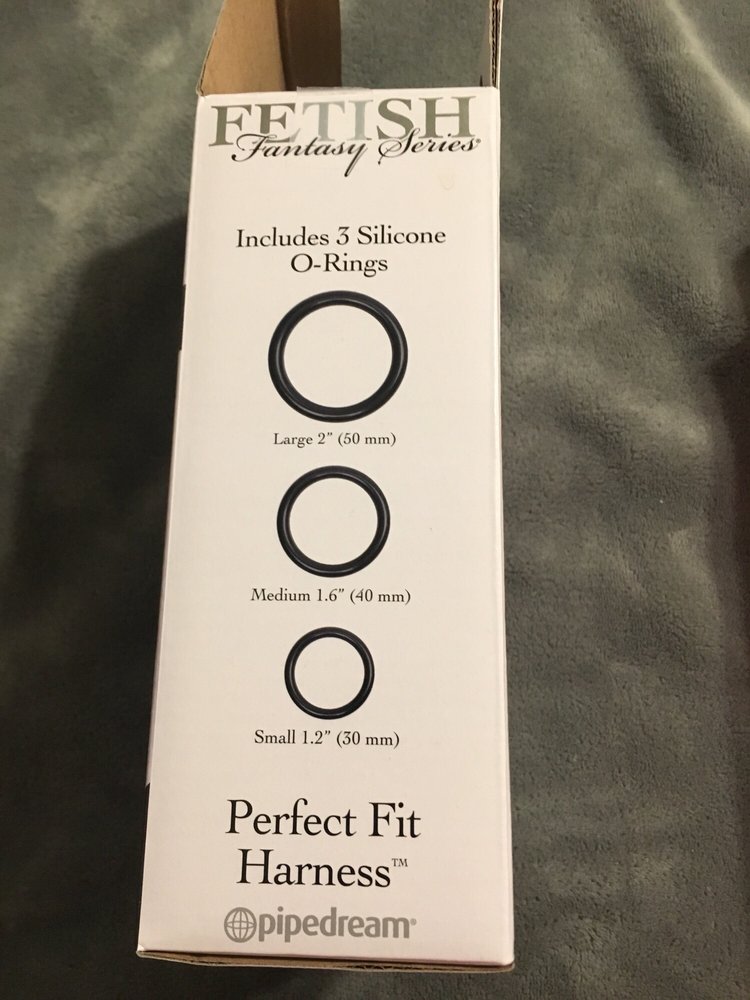 FETISH
Fantasy Series®
Includes 3 Silicone
O-Rings
Large 2" (50 mm)
Medium 1.6" (40 mm)
Small 1.2" (30 mm)
Perfect Fit
Harness™
pipedream®